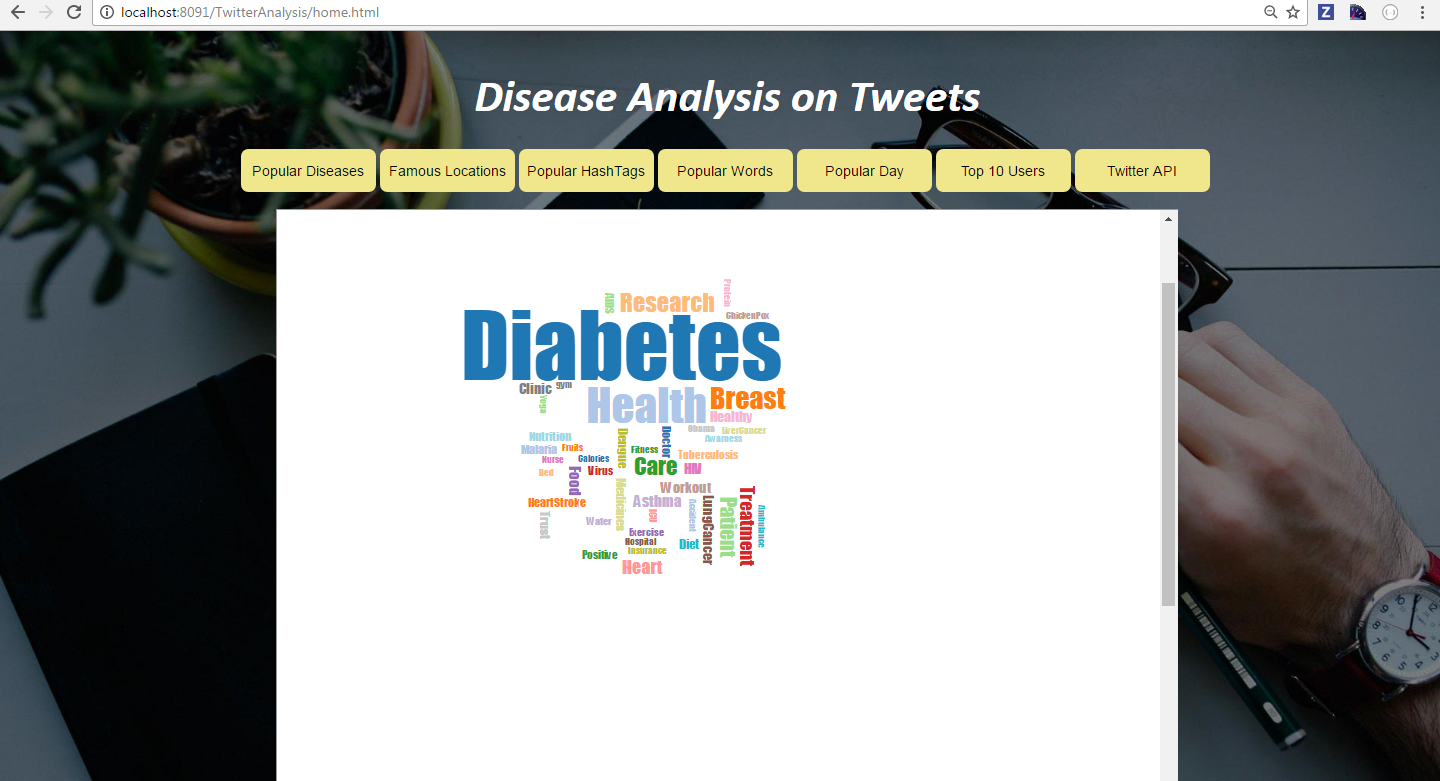 localhost:8091/TwitterAnalysis/home.html
Z
Disease Analysis on Tweets
Popular Diseases
Famous Locations
Popular HashTags
Popular Words
Popular Day
Top 10 Users
Twitter API
AIDS
Research
Protein
ChickenPox
Diabetes
Clinic
gym
Yoga
Health
Breast
Healthy
Obama
LiverCancer
Awarness
Nutrition
Malaria
Fruits
Nurse
Calories
Bed
Virus
Food
Dengue
Fitness
Doctor
Care
Tuberculosis
HIV
Workout
HeartStroke
Medicines
Asthma
ICU
Accident
LungCancer
Patient
Treatment
Ambulance
Trust
Water
Exercise
Hospital
Insurance
Diet
Positive
Heart